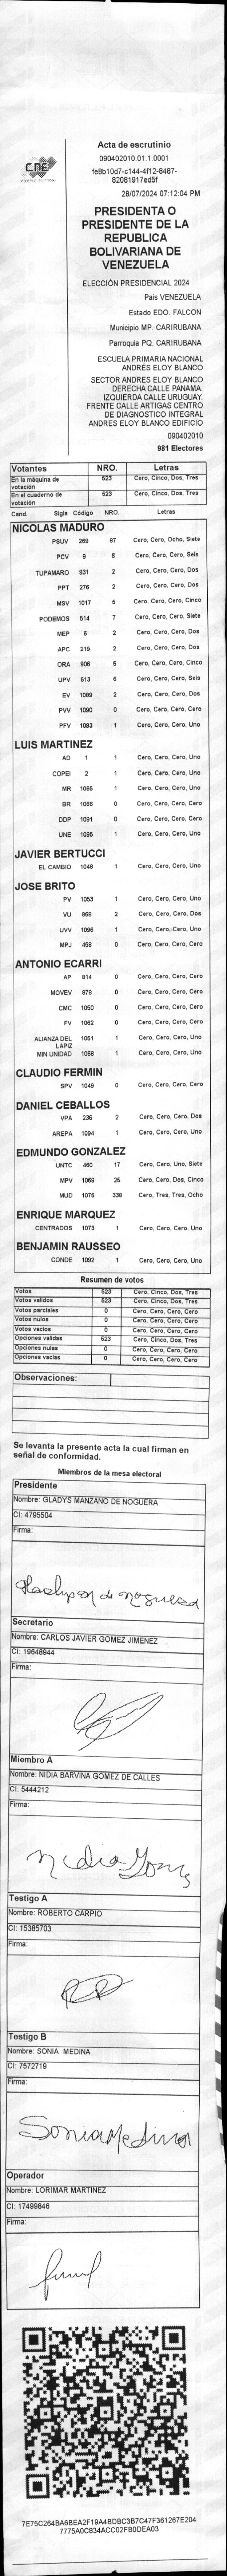 CNE
Acta de escrutinio
090402010.01.1.0001
fe8b10d7-c144-4f12-8487-
82081917ed5f
28/07/2024 07:12:04 PM
PRESIDENTA O
PRESIDENTE DE LA
REPUBLICA
BOLIVARIANA DE
VENEZUELA
ELECCIÓN PRESIDENCIAL 2024
Pais VENEZUELA
Estado EDO. FALCON
Municipio MP. CARIRUBANA
Parroquia PQ. CARIRUBANA
ESCUELA PRIMARIA NACIONAL
ANDRÉS ELOY BLANCO
SECTOR ANDRES ELOY BLANCO
DERECHA CALLE PANAMA.
IZQUIERDA CALLE URUGUAY.
FRENTE CALLE ARTIGAS CENTRO
DE DIAGNOSTICO INTEGRAL
ANDRES ELOY BLANCO EDIFICIO
090402010
981 Electores
Votantes NRO. Letras
En la máquina de votación 523 Cero, Cinco, Dos, Tres
En el cuaderno de votación 523 Cero, Cinco, Dos, Tres
Cand. Sigla Código NRO. Letras
NICOLAS MADURO
PSUV 269 87 Cero, Cero, Ocho, Siete
PCV 9 6 Cero, Cero, Cero, Seis
TUPAMARO 931 2 Cero, Cero, Cero, Dos
PPT 276 2 Cero, Cero, Cero, Dos
MSV 1017 5 Cero, Cero, Cero, Cinco
PODEMOS 514 7 Cero, Cero, Cero, Siete
MEP 6 2 Cero, Cero, Cero, Dos
APC 219 2 Cero, Cero, Cero, Dos
ORA 906 5 Cero, Cero, Cero, Cinco
UPV 513 6 Cero, Cero, Cero, Seis
EV 1089 2 Cero, Cero, Cero, Dos
PVV 1090 0 Cero, Cero, Cero, Cero
PFV 1093 1 Cero, Cero, Cero, Uno
LUIS MARTINEZ
AD 1 1 Cero, Cero, Cero, Uno
COPEI 2 1 Cero, Cero, Cero, Uno
MR 1065 1 Cero, Cero, Cero, Uno
BR 1066 0 Cero, Cero, Cero, Cero
DDP 1091 0 Cero, Cero, Cero, Cero
UNE 1095 1 Cero, Cero, Cero, Uno
JAVIER BERTUCCI
EL CAMBIO 1048 1 Cero, Cero, Cero, Uno
JOSE BRITO
PV 1053 1 Cero, Cero, Cero, Uno
VU 868 2 Cero, Cero, Cero, Dos
UVV 1096 1 Cero, Cero, Cero, Uno
MPJ 458 0 Cero, Cero, Cero, Cero
ANTONIO ECARRI
AP 814 0 Cero, Cero, Cero, Cero
MOVEV 879 0 Cero, Cero, Cero, Cero
CMC 1050 0 Cero, Cero, Cero, Cero
FV 1062 0 Cero, Cero, Cero, Cero
ALIANZA DEL LAPIZ 1051 1 Cero, Cero, Cero, Uno
MIN UNIDAD 1068 1 Cero, Cero, Cero, Uno
CLAUDIO FERMIN
SPV 1049 0 Cero, Cero, Cero, Cero
DANIEL CEBALLOS
VPA 236 2 Cero, Cero, Cero, Dos
AREPA 1094 1 Cero, Cero, Cero, Uno
EDMUNDO GONZALEZ
UNTC 460 17 Cero, Cero, Uno, Siete
MPV 1069 25 Cero, Cero, Dos, Cinco
MUD 1075 338 Cero, Tres, Tres, Ocho
ENRIQUE MARQUEZ
CENTRADOS 1073 1 Cero, Cero, Cero, Uno
BENJAMIN RAUSSEO
CONDE 1092 1 Cero, Cero, Cero, Uno
Resumen de votos
Votos 523 Cero, Cinco, Dos, Tres
Votos validos 523 Cero, Cinco, Dos, Tres
Votos parciales 0 Cero, Cero, Cero, Cero
Votos nulos 0 Cero, Cero, Cero, Cero
Votos vacios 0 Cero, Cero, Cero, Cero
Opciones validas 523 Cero, Cinco, Dos, Tres
Opciones nulas 0 Cero, Cero, Cero, Cero
Opciones vacias 0 Cero, Cero, Cero, Cero
Observaciones:
Se levanta la presente acta la cual firman en
señal de conformidad.
Miembros de la mesa electoral
Presidente
Nombre: GLADYS MANZANO DE NOGUERA
CI: 4795504
Firma:
Secretario
Nombre: CARLOS JAVIER GOMEZ JIMENEZ
CI: 19648944
Firma:
Miembro A
Nombre: NIDIA BARVINA GOMEZ DE CALLES
CI: 5444212
Firma:
Nidia Gomez
Testigo A
Nombre: ROBERTO CARPIO
CI: 15385703
Firma:
Testigo B
Nombre: SONIA MEDINA
CI: 7572719
Firma:
Sonia Medina
Operador
Nombre: LORIMAR MARTINEZ
CI: 17499846
Firma:
7E75C264BA6BEA2F19A4BDBC3B7C47F361267E204
7775A0C834ACC02FB0DEA03